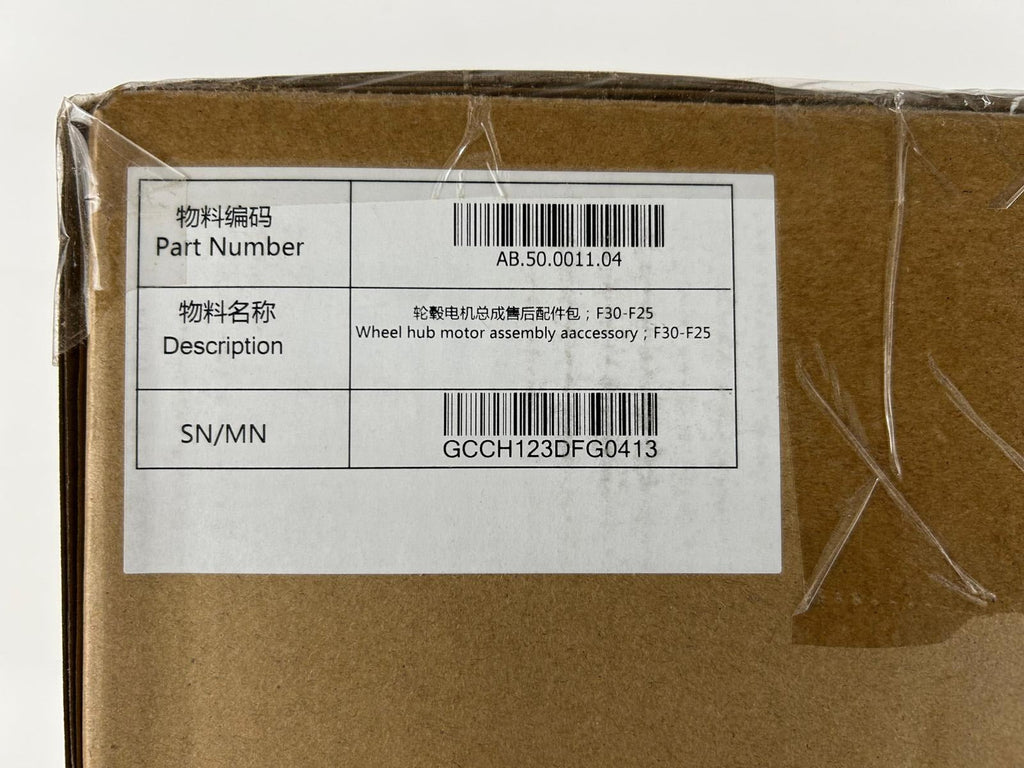 物料编码
Part Number
AB.50.0011.04
物料名称
Description
轮毂电机总成售后配件包；F30-F25
Wheel hub motor assembly aaccessory；F30-F25
SN/MN
GCCH123DFG0413